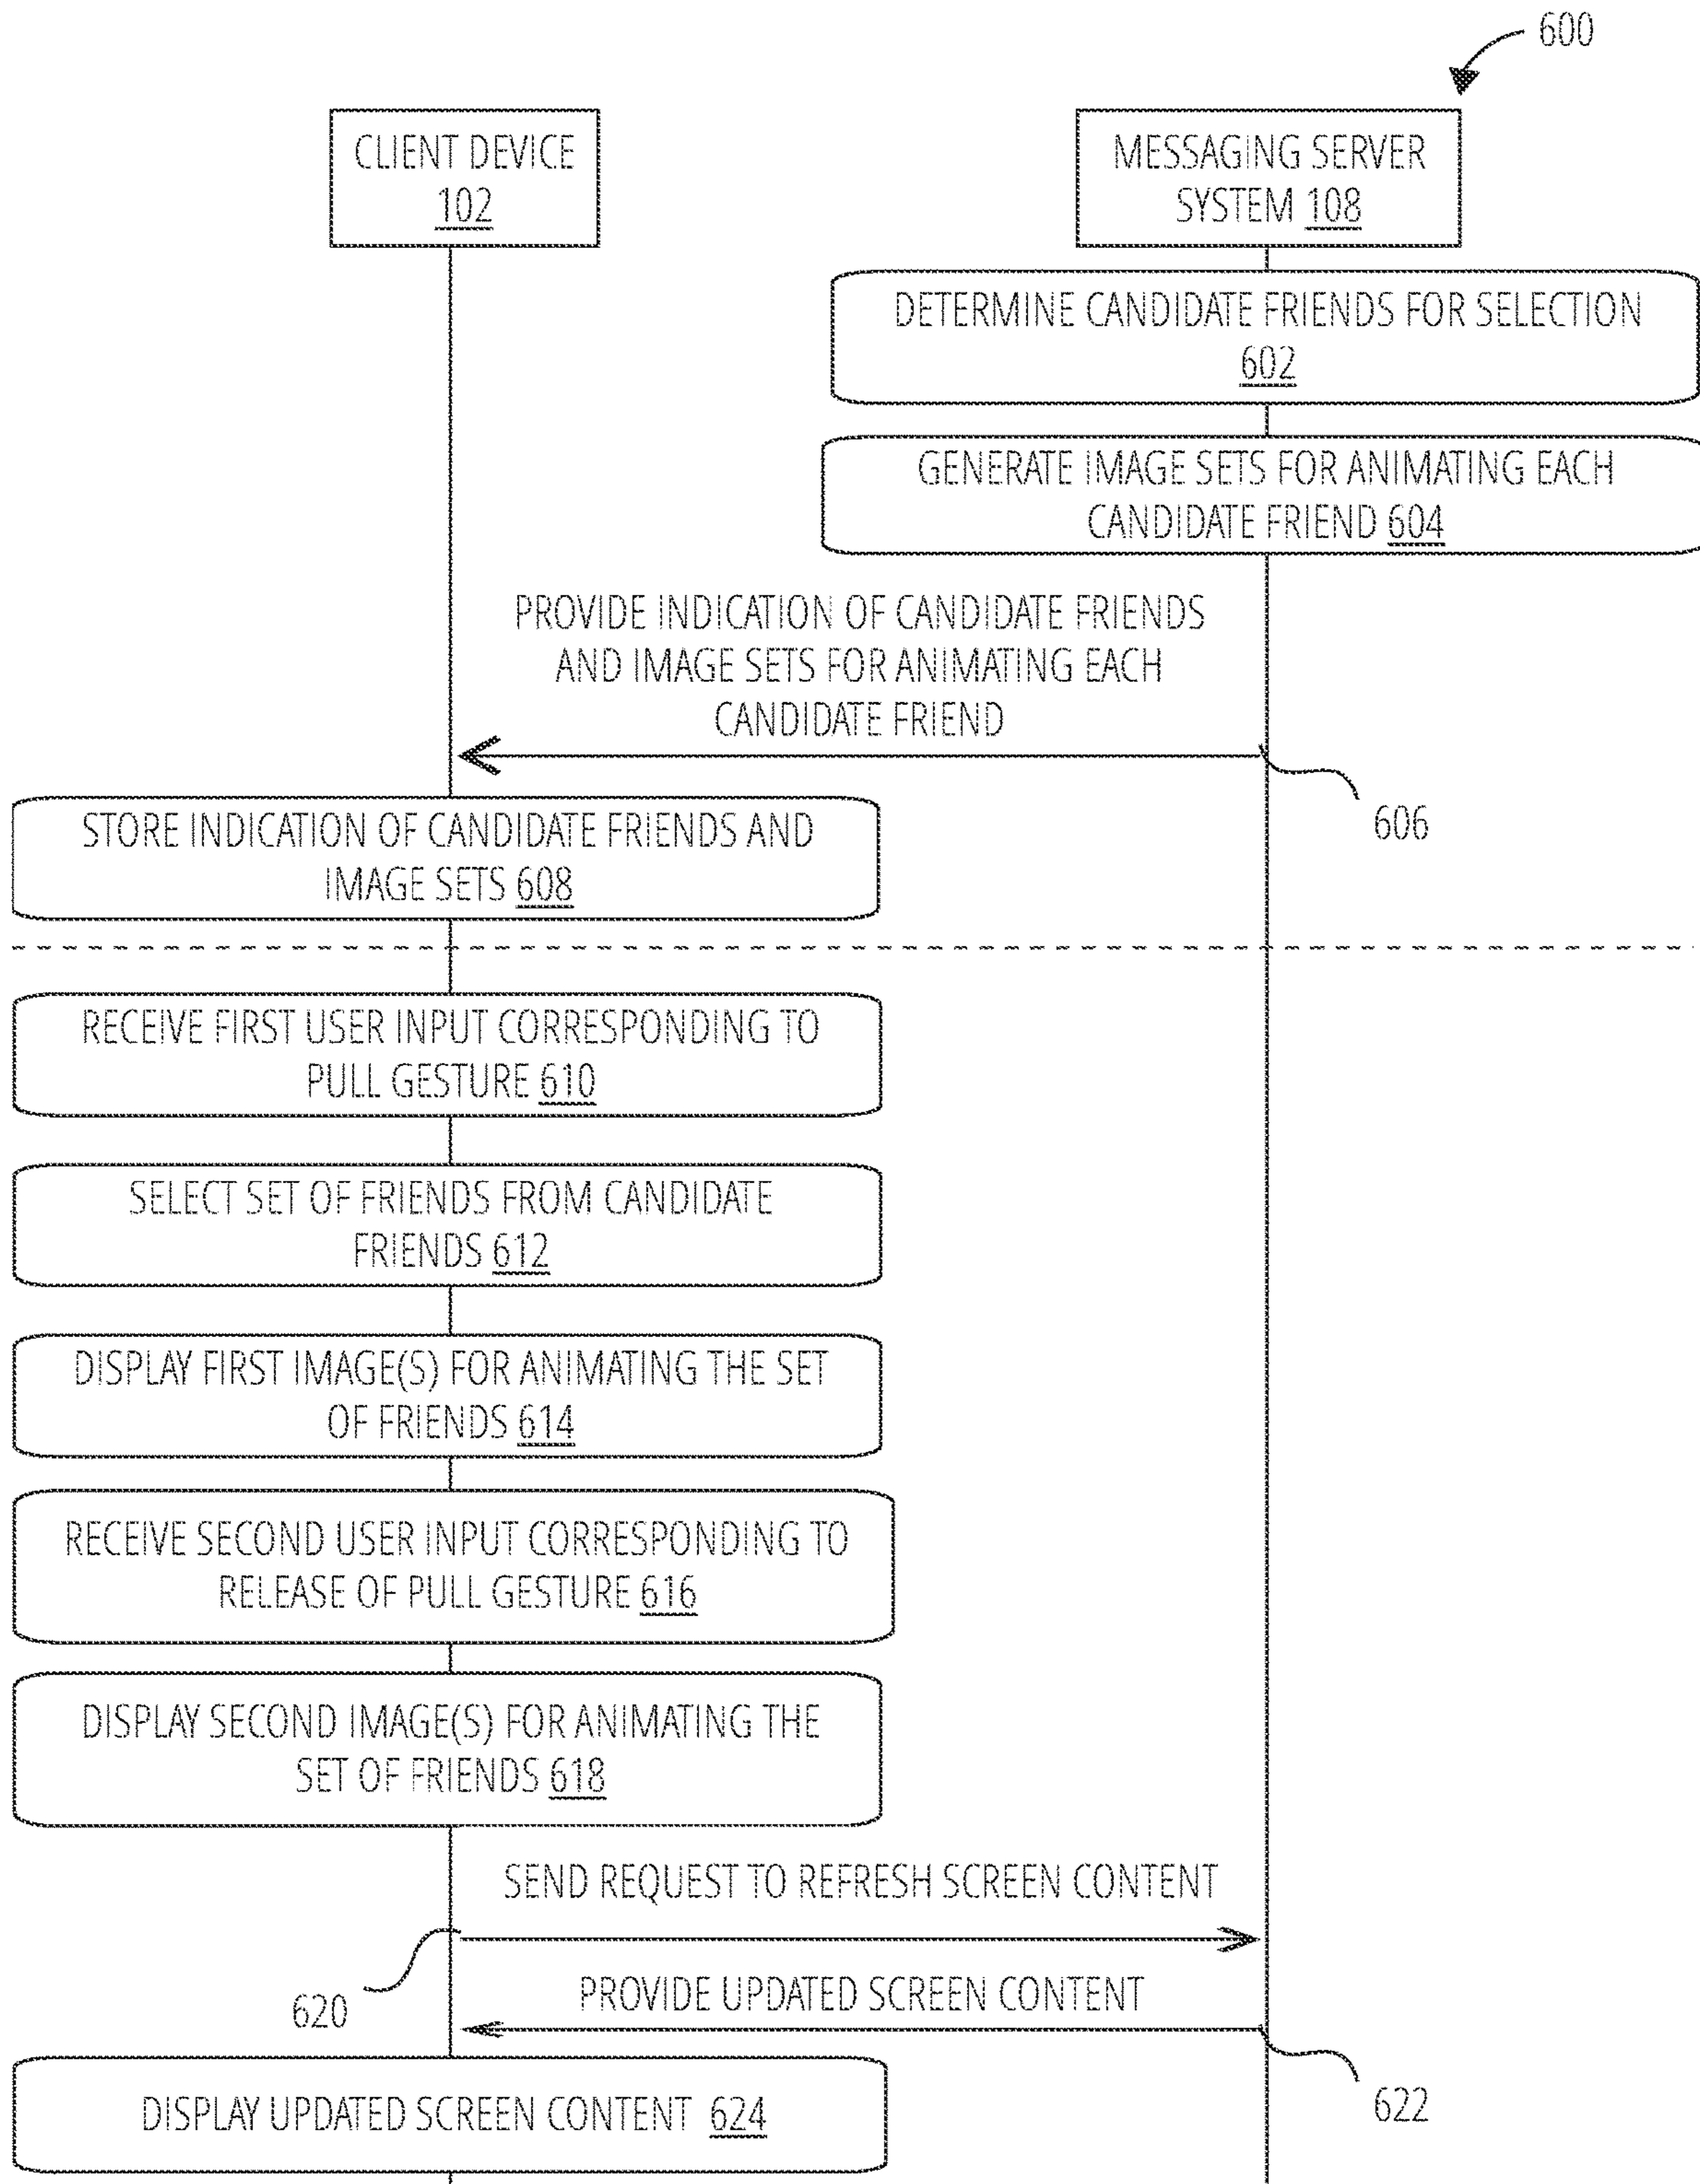 600
CLIENT DEVICE
102
MESSAGING SERVER
SYSTEM 108
DETERMINE CANDIDATE FRIENDS FOR SELECTION
602
GENERATE IMAGE SETS FOR ANIMATING EACH
CANDIDATE FRIEND 604
PROVIDE INDICATION OF CANDIDATE FRIENDS
AND IMAGE SETS FOR ANIMATING EACH
CANDIDATE FRIEND
606
STORE INDICATION OF CANDIDATE FRIENDS AND
IMAGE SETS 608
RECEIVE FIRST USER INPUT CORRESPONDING TO
PULL GESTURE 610
SELECT SET OF FRIENDS FROM CANDIDATE
FRIENDS 612
DISPLAY FIRST IMAGE(S) FOR ANIMATING THE SET
OF FRIENDS 614
RECEIVE SECOND USER INPUT CORRESPONDING TO
RELEASE OF PULL GESTURE 616
DISPLAY SECOND IMAGE(S) FOR ANIMATING THE
SET OF FRIENDS 618
SEND REQUEST TO REFRESH SCREEN CONTENT
620
PROVIDE UPDATED SCREEN CONTENT
622
DISPLAY UPDATED SCREEN CONTENT 624